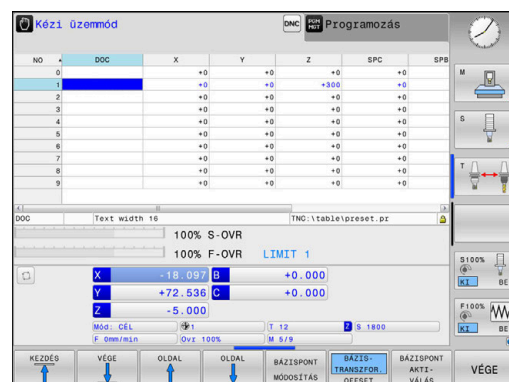 Kézi üzemmód
DNC
PGM MGT
Programozás
NO DOC X Y Z SPC SPB
0 +0 +0 +0 +0
1 +0 +0 +300 +0
2 +0 +0 +0 +0
3 +0 +0 +0 +0
4 +0 +0 +0 +0
5 +0 +0 +0 +0
6 +0 +0 +0 +0
7 +0 +0 +0 +0
8 +0 +0 +0 +0
9 +0 +0 +0 +0
DOC Text width 16 TNC:\table\preset.pr
100% S-OVR
100% F-OVR LIMIT 1
X -18.097 B +0.000
Y +72.536 C +0.000
Z -5.000
Mód: CÉL 1 T 12 Z S 1800
F 0mm/min Ovr 100% M 5/9
M
S
T
S100%
KI BE
F100%
KI BE
KEZDÉS
VÉGE
OLDAL
OLDAL
BÁZISPONT
MÓDOSÍTÁS
BÁZIS-
TRANSZFOR.
OFFSET
BÁZISPONT
AKTI-
VÁLÁS
VÉGE